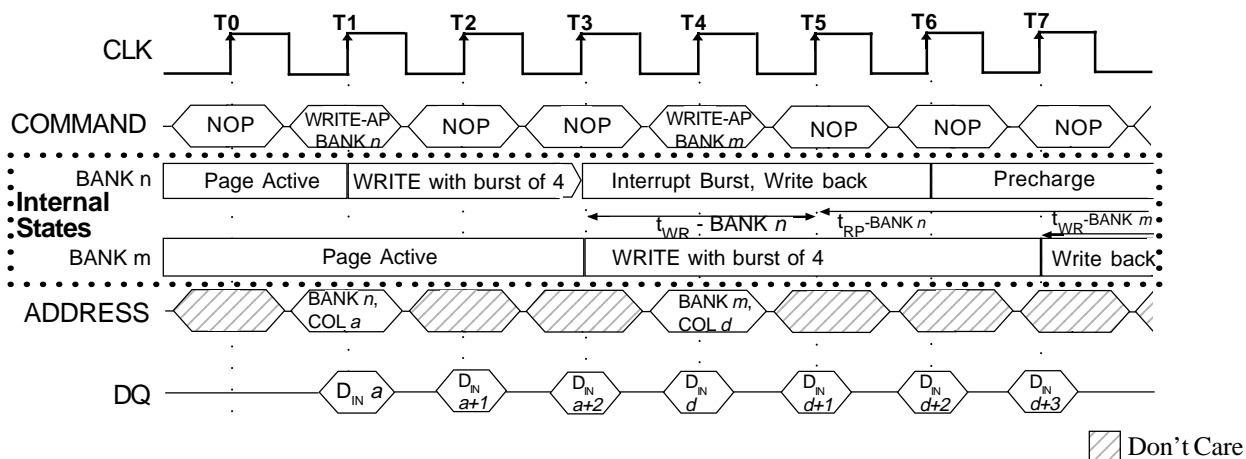 T0 T1 T2 T3 T4 T5 T6 T7
CLK
COMMAND NOP WRITE-AP NOP NOP WRITE-AP NOP NOP NOP
BANK n BANK m
BANK n Page Active WRITE with burst of 4 Interrupt Burst, Write back Precharge
Internal
States
tWR - BANK n tRP-BANK n tWR-BANK m
BANK m Page Active WRITE with burst of 4 Write back
ADDRESS BANK n, BANK m,
COL a COL d
DQ DIN a DIN a+1 DIN a+2 DIN d DIN d+1 DIN d+2 DIN d+3
Don't Care